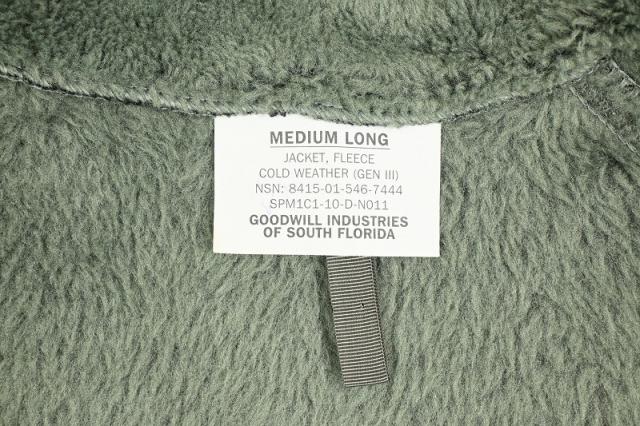 MEDIUM LONG
JACKET, FLEECE
COLD WEATHER (GEN III)
NSN: 8415-01-546-7444
SPM1C1-10-D-N011
GOODWILL INDUSTRIES
OF SOUTH FLORIDA